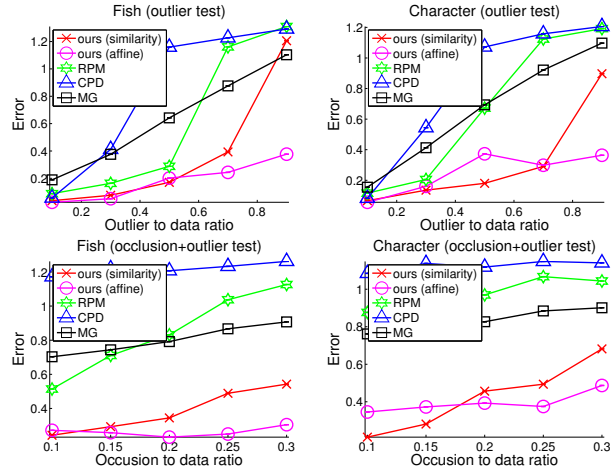 Fish (outlier test)
1.2
1
0.8
0.6
0.4
0.2
Error
ours (similarity)
ours (affine)
RPM
CPD
MG
0.2 0.4 0.6 0.8
Outlier to data ratio
Character (outlier test)
1.2
1
0.8
0.6
0.4
0.2
Error
ours (similarity)
ours (affine)
RPM
CPD
MG
0.2 0.4 0.6 0.8
Outlier to data ratio
Fish (occlusion+outlier test)
1.2
1
0.8
0.6
0.4
Error
ours (similarity)
ours (affine)
RPM
CPD
MG
0.1 0.15 0.2 0.25 0.3
Occusion to data ratio
Character (occlusion+outlier test)
1.2
1
0.8
0.6
0.4
Error
ours (similarity)
ours (affine)
RPM
CPD
MG
0.1 0.15 0.2 0.25 0.3
Occusion to data ratio